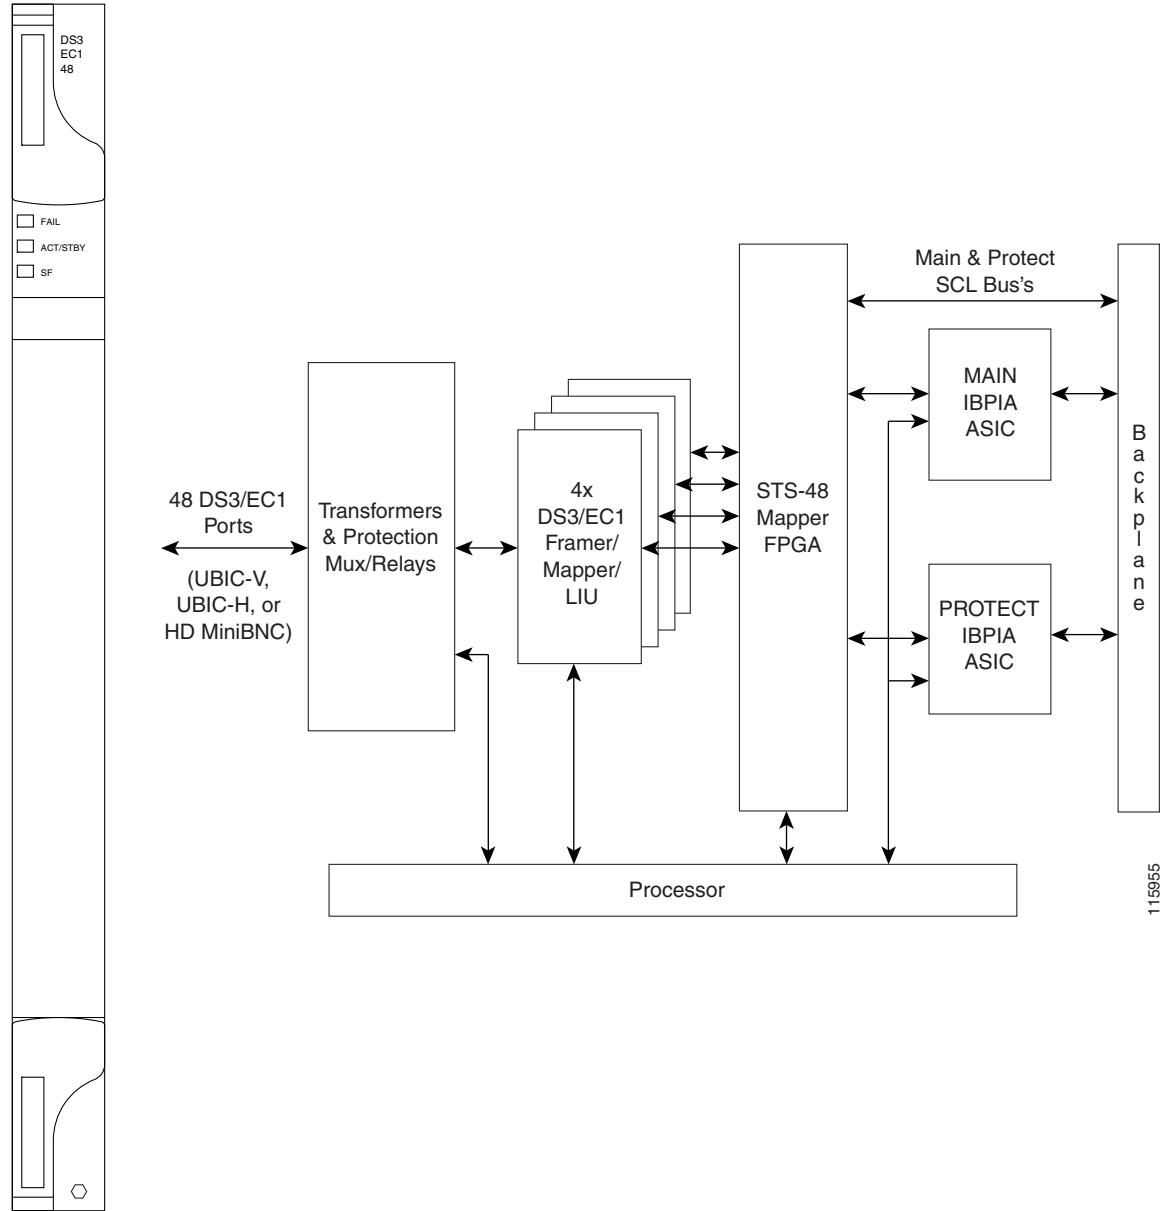 DS3
EC1
48
FAIL
ACT/STBY
SF
48 DS3/EC1
Ports
(UBIC-V,
UBIC-H, or
HD MiniBNC)
Transformers
& Protection
Mux/Relays
4x
DS3/EC1
Framer/
Mapper/
LIU
STS-48
Mapper
FPGA
Main & Protect
SCL Bus's
MAIN
IBPIA
ASIC
PROTECT
IBPIA
ASIC
Backplane
Processor
115955